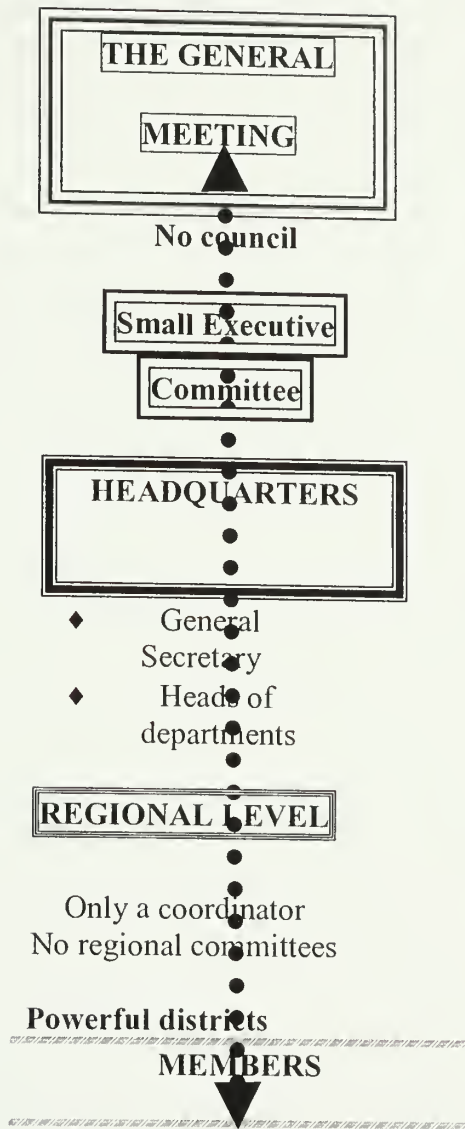 THE GENERAL
MEETING
No council
Small Executive
Committee
HEADQUARTERS
♦ General
Secretary
♦ Heads of
departments
REGIONAL LEVEL
Only a coordinator
No regional committees
Powerful districts
MEMBERS